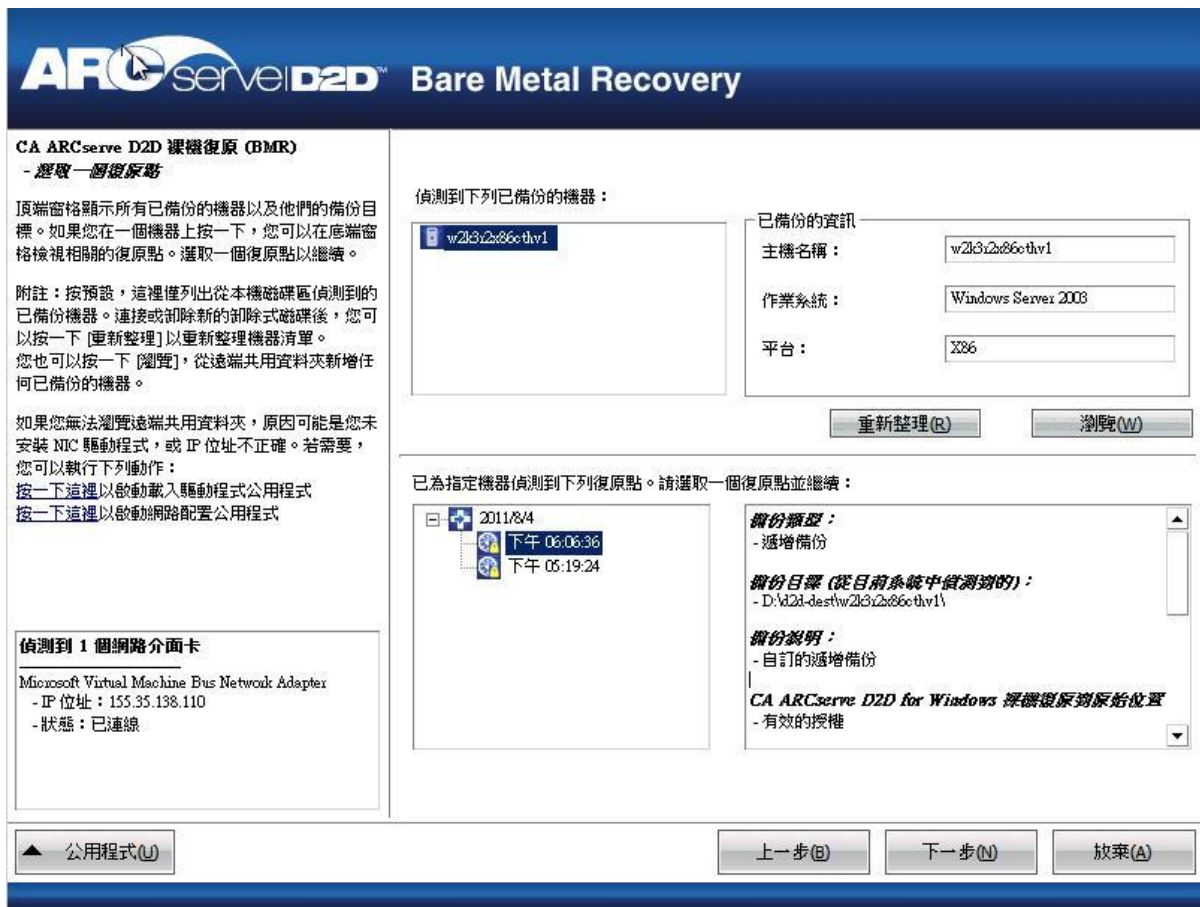 ARCserve D2D™ Bare Metal Recovery
CA ARCserve D2D 裸機復原 (BMR)
- 選取一個復原點
頂端窗格顯示所有已備份的機器以及他們的備份目
標。如果您在一個機器上按一下，您可以在底端窗
格檢視相關的復原點。選取一個復原點以繼續。
附註：按預設，這裡僅列出從本機磁碟區偵測到的
已備份機器。連接或卸除新的卸除式磁碟後，您可
以按一下 [重新整理] 以重新整理機器清單。
您也可以按一下 [瀏覽]，從遠端共用資料夾新增任
何已備份的機器。
如果您無法瀏覽遠端共用資料夾，原因可能是您未
安裝 NIC 驅動程式，或 IP 位址不正確。若需要，
您可以執行下列動作：
按一下這裡以啟動載入驅動程式公用程式
按一下這裡以啟動網路配置公用程式
偵測到 1 個網路介面卡
Microsoft Virtual Machine Bus Network Adapter
- IP 位址：155.35.138.110
- 狀態：已連線
偵測到下列已備份的機器：
w2k3r2x86cthv1
已備份的資訊
主機名稱：
w2k3r2x86cthv1
作業系統：
Windows Server 2003
平台：
X86
重新整理(R)
瀏覽(W)
已為指定機器偵測到下列復原點。請選取一個復原點並繼續：
2011/8/4
下午 06:06:36
下午 05:19:24
備份類型：
- 遞增備份
備份目標 (從目前系統中偵測到的)：
- D:\d2d-dest\w2k3r2x86cthv1\
備份說明：
- 自訂的遞增備份
CA ARCserve D2D for Windows 裸機復原到原始位置
- 有效的授權
公用程式(U)
上一步(B)
下一步(N)
放棄(A)